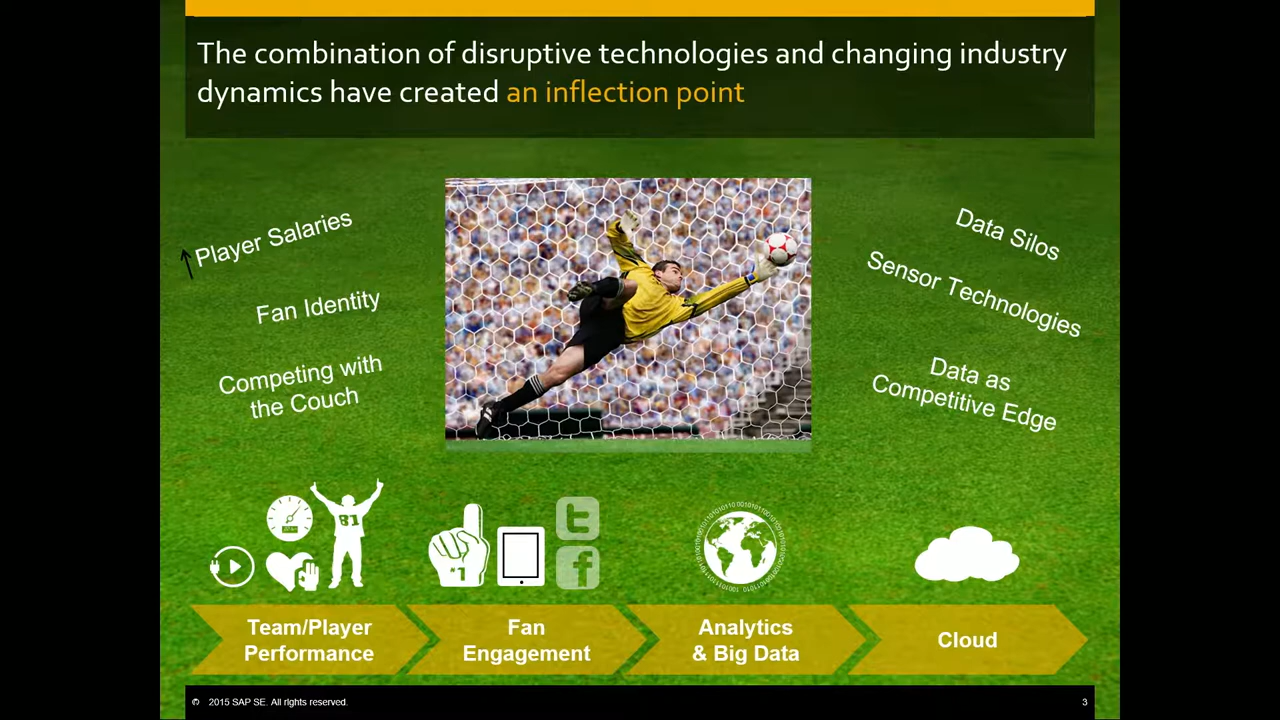 The combination of disruptive technologies and changing industry
dynamics have created an inflection point
Player Salaries
Fan Identity
Competing with
the Couch
Data Silos
Sensor Technologies
Data as
Competitive Edge
81
#1
Team/Player
Performance
Fan
Engagement
Analytics
& Big Data
Cloud
© 2015 SAP SE. All rights reserved.
3